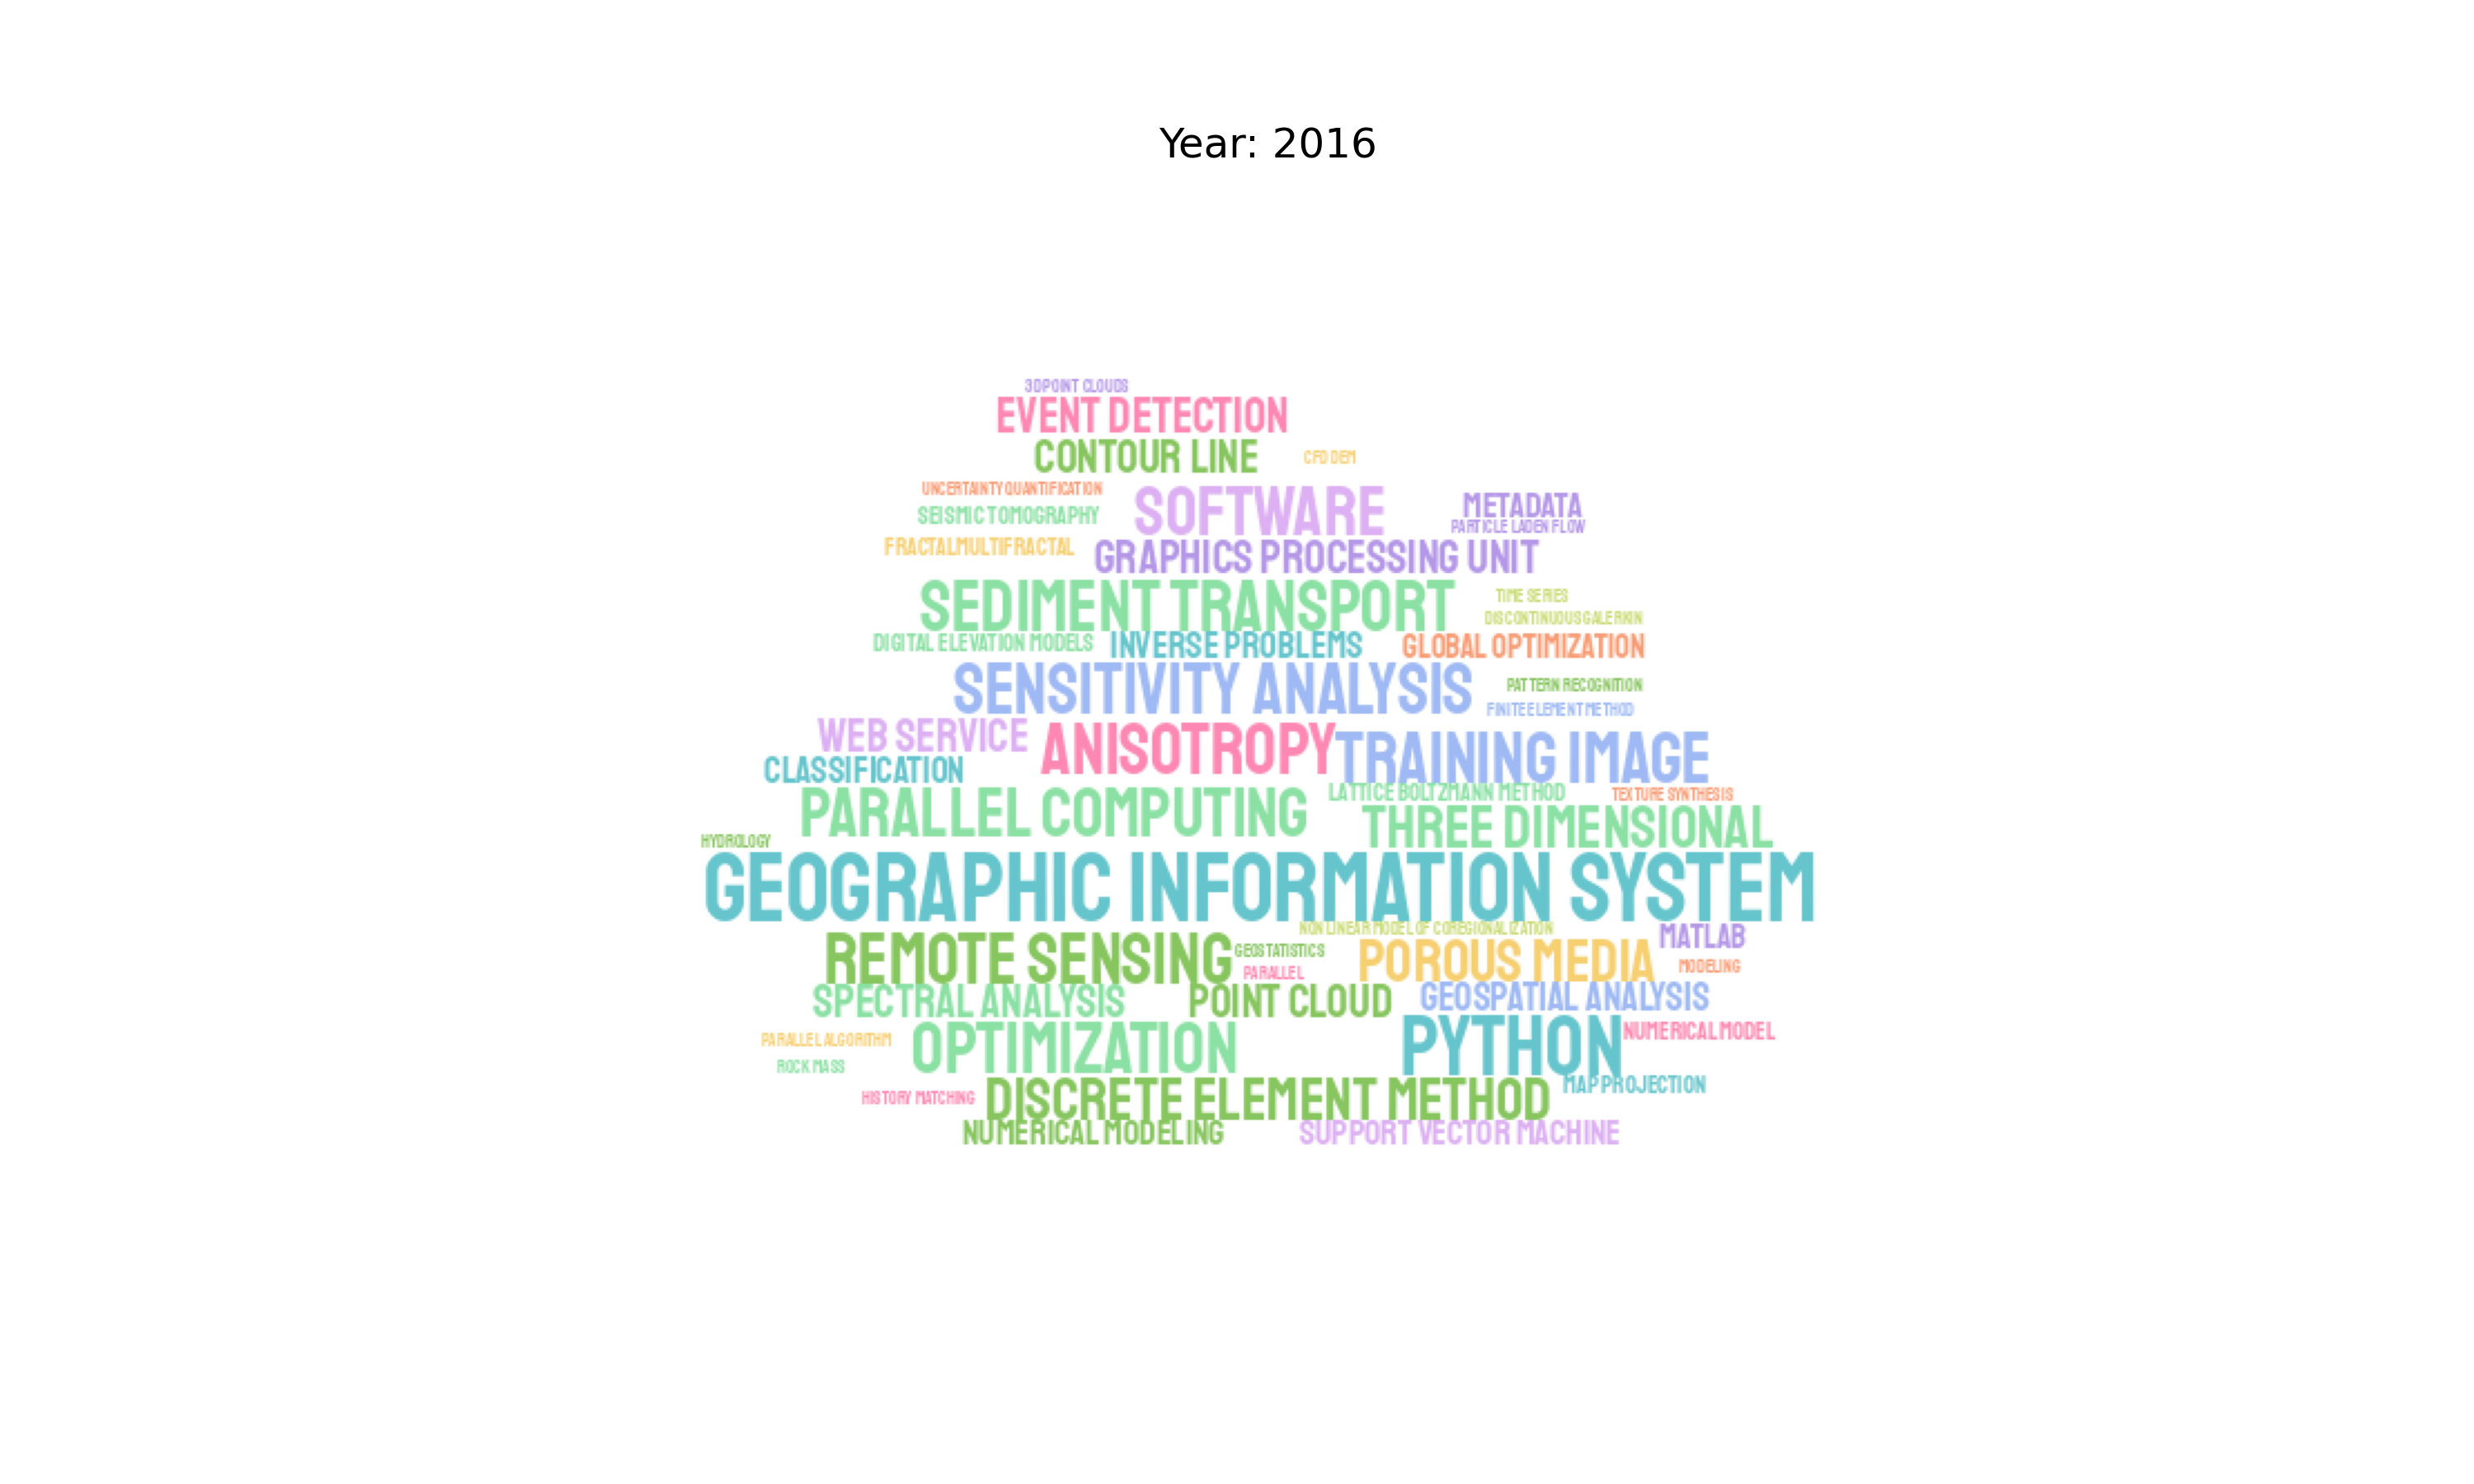 Year: 2016
3D POINT CLOUDS
EVENT DETECTION
CONTOUR LINE
CFD DEM
UNCERTAINTY QUANTIFICATION
SOFTWARE
METADATA
SEISMIC TOMOGRAPHY
PARTICLE LADEN FLOW
FRACTALMULTIFRACTAL
GRAPHICS PROCESSING UNIT
SEDIMENT TRANSPORT
TIME SERIES
DISCONTINUOUS GALERKIN
DIGITAL ELEVATION MODELS
INVERSE PROBLEMS
GLOBAL OPTIMIZATION
SENSITIVITY ANALYSIS
PATTERN RECOGNITION
FINITE ELEMENT METHOD
WEB SERVICE
ANISOTROPY
TRAINING IMAGE
CLASSIFICATION
PARALLEL COMPUTING
LATTICE BOLTZMANN METHOD
TEXTURE SYNTHESIS
THREE DIMENSIONAL
HYDROLOGY
GEOGRAPHIC INFORMATION SYSTEM
NON LINEAR MODEL OF COREGIONALIZATION
MATLAB
REMOTE SENSING
GEOSTATISTICS
POROUS MEDIA
PARALLEL
MODELING
SPECTRAL ANALYSIS
POINT CLOUD
GEOSPATIAL ANALYSIS
PARALLEL ALGORITHM
OPTIMIZATION
PYTHON
NUMERICAL MODEL
ROCK MASS
HISTORY MATCHING
DISCRETE ELEMENT METHOD
MAP PROJECTION
NUMERICAL MODELING
SUPPORT VECTOR MACHINE